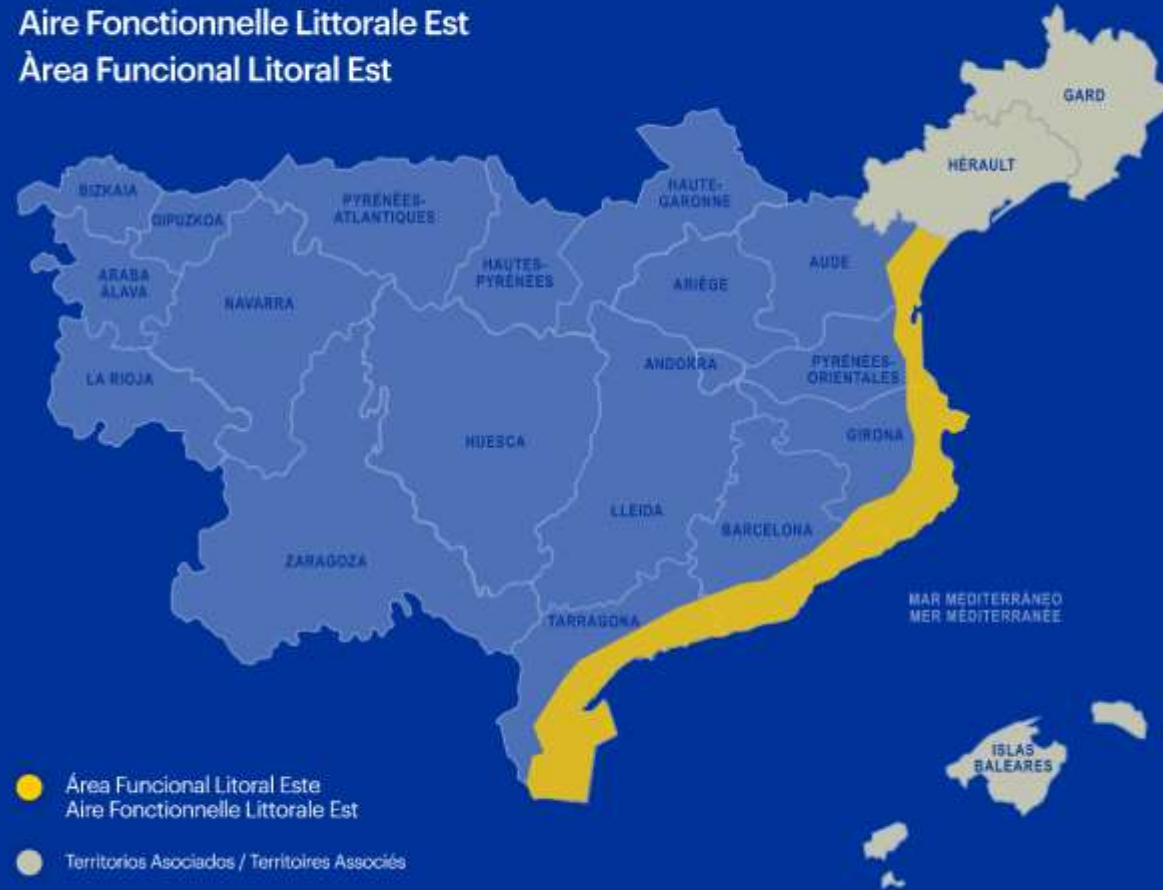 Aire Fonctionnelle Littorale Est
Àrea Funcional Litoral Est
GARD
HÉRAULT
BIZKAIA
GIPUZKOA
PYRÉNÉES-
ATLANTIQUES
HAUTE-
GARONNE
ARABA
ÁLAVA
NAVARRA
HAUTES-
PYRÉNÉES
ARIÈGE
AUDE
LA RIOJA
ANDORRA
PYRÉNÉES-
ORIENTALES
HUESCA
GIRONA
LLEIDA
BARCELONA
ZARAGOZA
TARRAGONA
MAR MEDITERRÁNEO
MER MÉDITERRANÉE
ISLAS
BALEARES
Área Funcional Litoral Este
Aire Fonctionnelle Littorale Est
Territorios Asociados / Territoires Associés